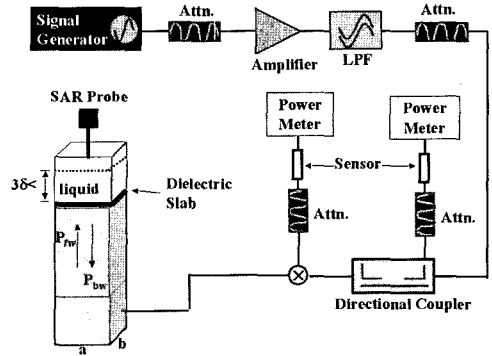 Signal
Generator
Attn.
Amplifier
LPF
Attn.
SAR Probe
Power
Meter
Power
Meter
3δ<
liquid
Dielectric
Slab
Sensor
Attn.
Attn.
Pfw
Pbw
Directional Coupler
a
b